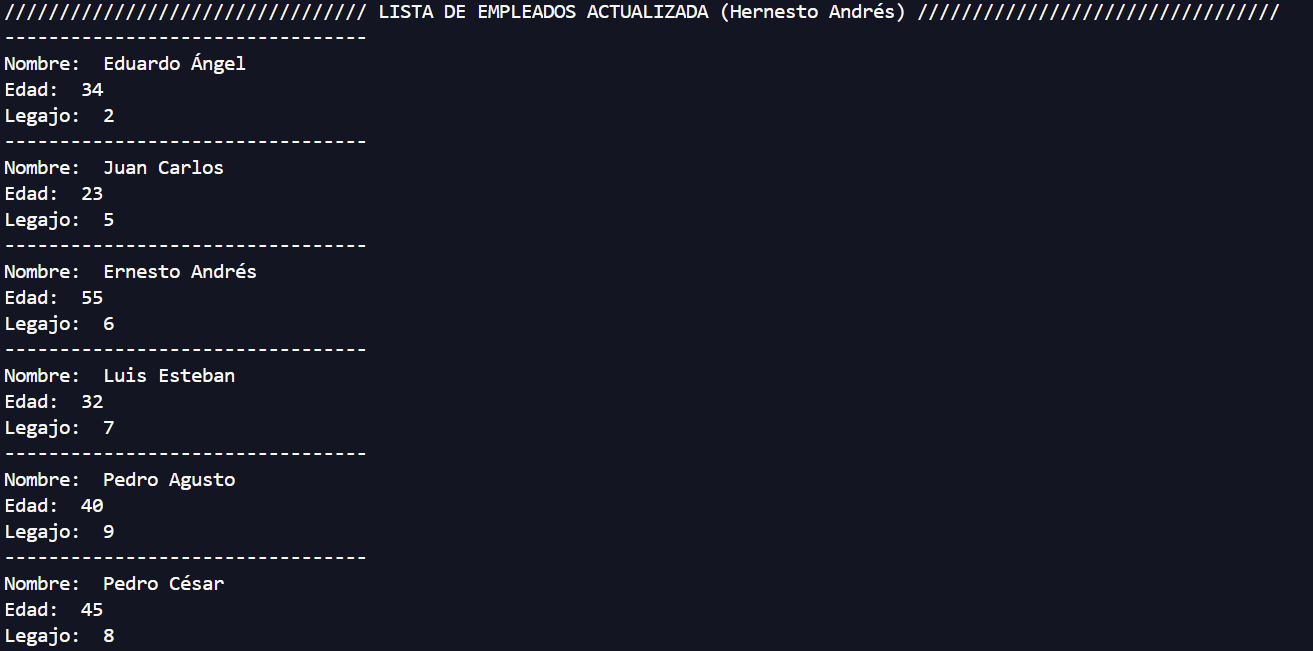 ///////////////////////////////// LISTA DE EMPLEADOS ACTUALIZADA (Hernesto Andrés) /////////////////////////////////
---------------------------------
Nombre:  Eduardo Ángel
Edad:  34
Legajo:  2
---------------------------------
Nombre:  Juan Carlos
Edad:  23
Legajo:  5
---------------------------------
Nombre:  Ernesto Andrés
Edad:  55
Legajo:  6
---------------------------------
Nombre:  Luis Esteban
Edad:  32
Legajo:  7
---------------------------------
Nombre:  Pedro Agusto
Edad:  40
Legajo:  9
---------------------------------
Nombre:  Pedro César
Edad:  45
Legajo:  8